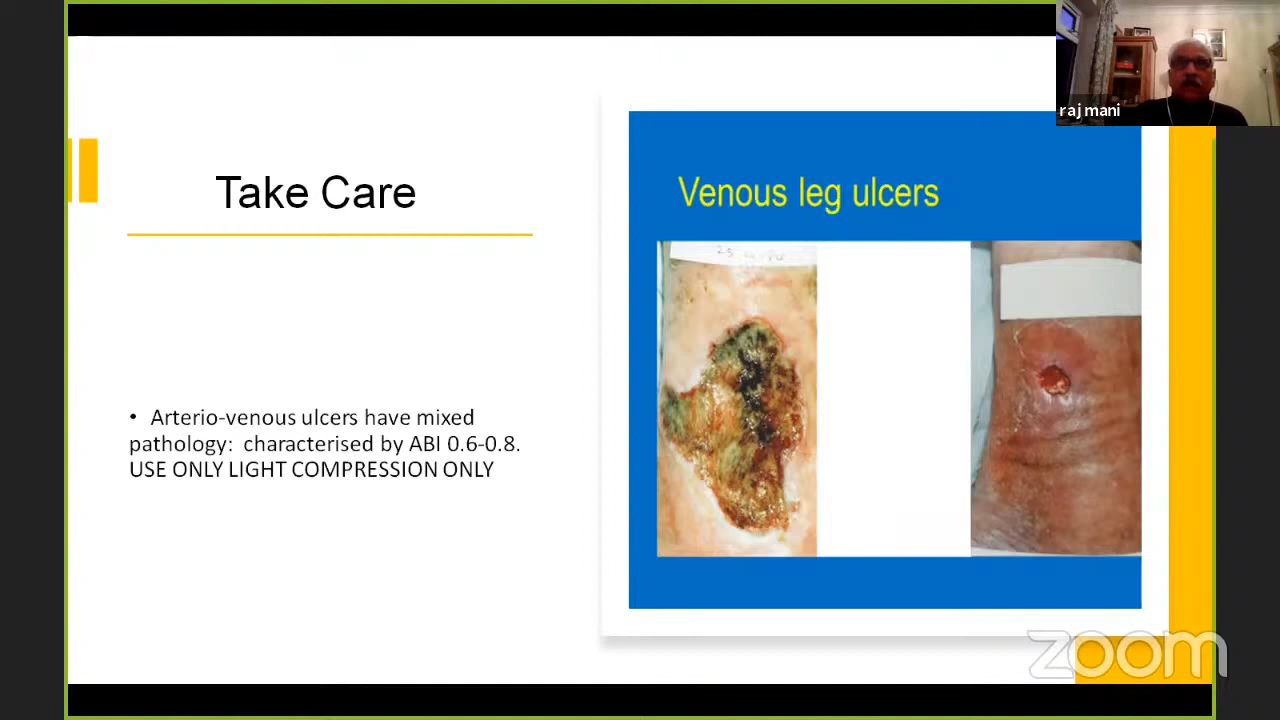 raj mani
Take Care
Venous leg ulcers
• Arterio-venous ulcers have mixed
pathology: characterised by ABI 0.6-0.8.
USE ONLY LIGHT COMPRESSION ONLY
zoom